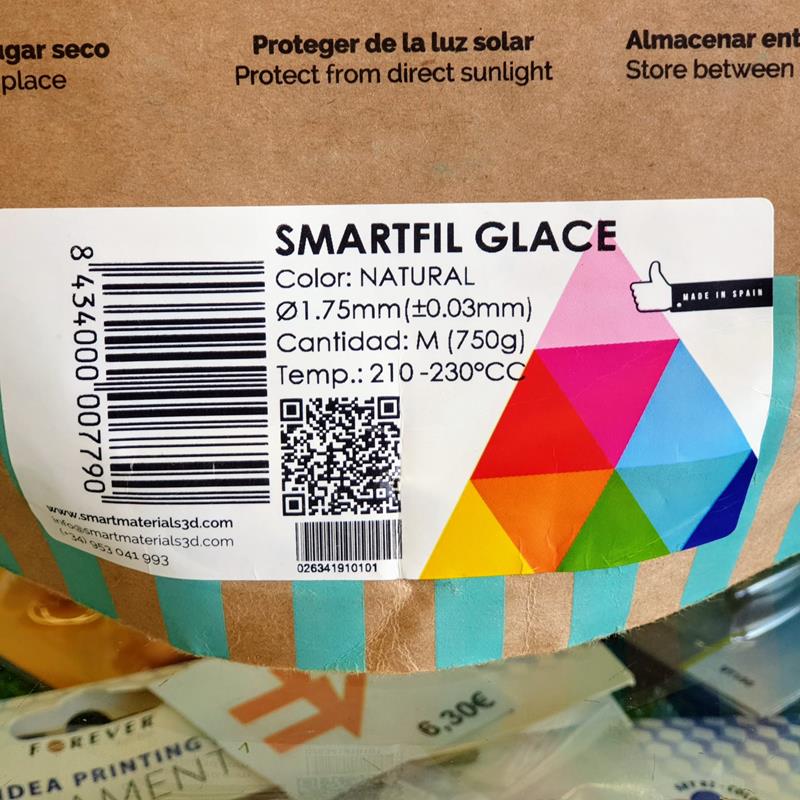 ugar seco
place
Proteger de la luz solar
Protect from direct sunlight
Almacenar ent
Store between
SMARTFIL GLACE
Color: NATURAL
Ø1.75mm(±0.03mm)
Cantidad: M (750g)
Temp.: 210 -230ºCC
MADE IN SPAIN
8 434000 007790
www.smartmaterials3d.com
info@smartmaterials3d.com
(+34) 953 041 993
026341910101
6,30€
FOREVER
IDEA PRINTING
AMENT